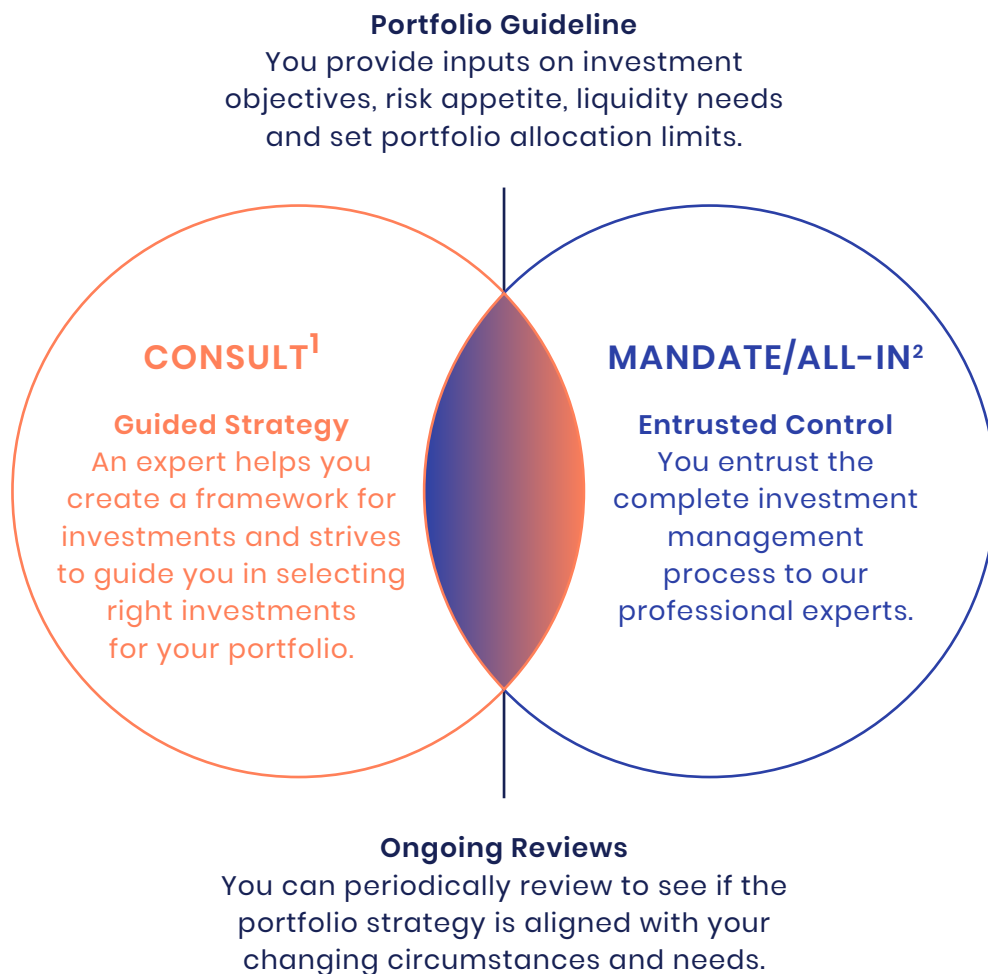 Portfolio Guideline
You provide inputs on investment
objectives, risk appetite, liquidity needs
and set portfolio allocation limits.
CONSULT¹
Guided Strategy
An expert helps you
create a framework for
investments and strives
to guide you in selecting
right investments
for your portfolio.
MANDATE/ALL-IN²
Entrusted Control
You entrust the
complete investment
management
process to our
professional experts.
Ongoing Reviews
You can periodically review to see if the
portfolio strategy is aligned with your
changing circumstances and needs.